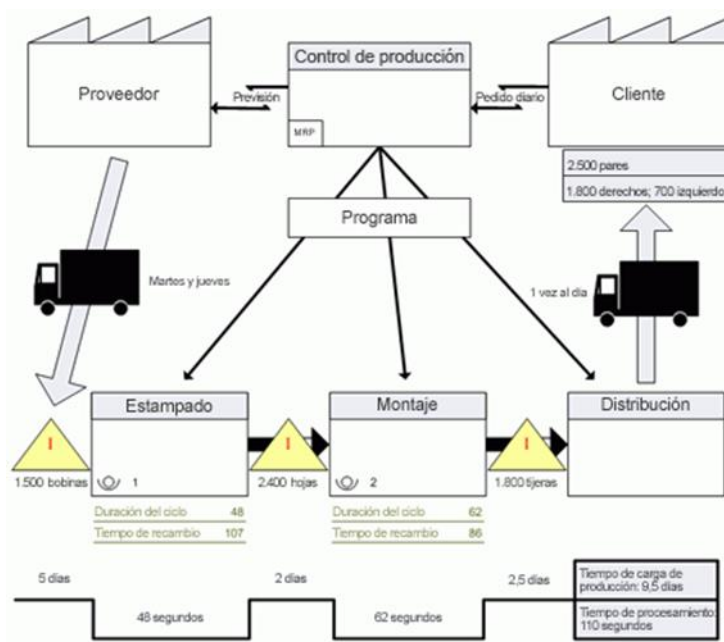 Proveedor
Previsión
Control de producción
MRP
Pedido diario
Cliente
2.500 pares
1.800 derechos; 700 izquierdo
Programa
Martes y jueves
1 vez al día
Estampado
Montaje
Distribución
I
I
I
1.500 bobinas
1
2.400 hojas
2
1.800 tijeras
Duración del ciclo 48
Tiempo de recambio 107
Duración del ciclo 62
Tiempo de recambio 86
5 días
2 días
2,5 días
48 segundos
62 segundos
Tiempo de carga de
producción: 9,5 días
Tiempo de procesamiento:
110 segundos